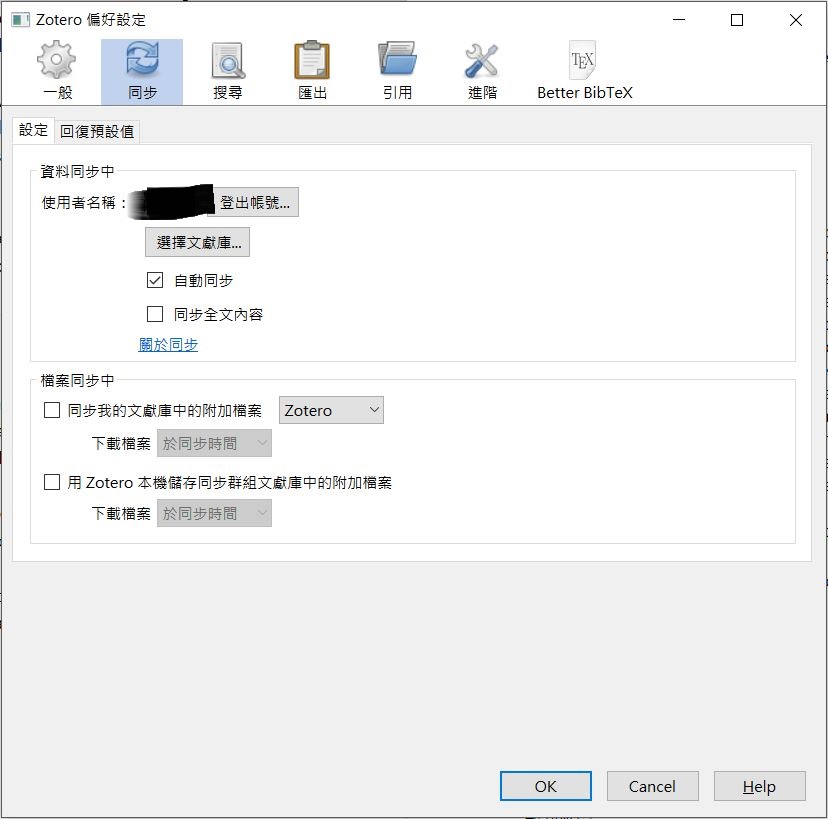 Zotero 偏好設定
一般 同步 搜尋 匯出 引用 進階 TEX Better BibTeX
設定 回復預設值
資料同步中
使用者名稱： 登出帳號...
選擇文獻庫...
自動同步
同步全文內容
關於同步
檔案同步中
同步我的文獻庫中的附加檔案 Zotero
下載檔案 於同步時間
用 Zotero 本機儲存同步群組文獻庫中的附加檔案
下載檔案 於同步時間
OK Cancel Help